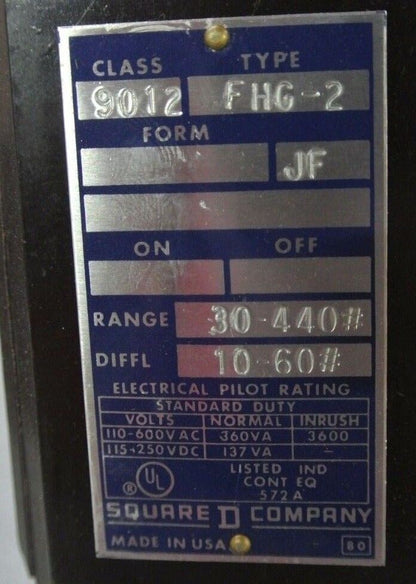 CLASS TYPE
9012 FHG-2
FORM
JF
ON OFF
RANGE 30-440#
DIFFL 10-60#
ELECTRICAL PILOT RATING
STANDARD DUTY
VOLTS NORMAL INRUSH
110-600VAC 360VA 3600
115-250VDC 137VA -
UL ® LISTED IND
CONT EQ
572A
SQUARE D COMPANY
MADE IN USA 80